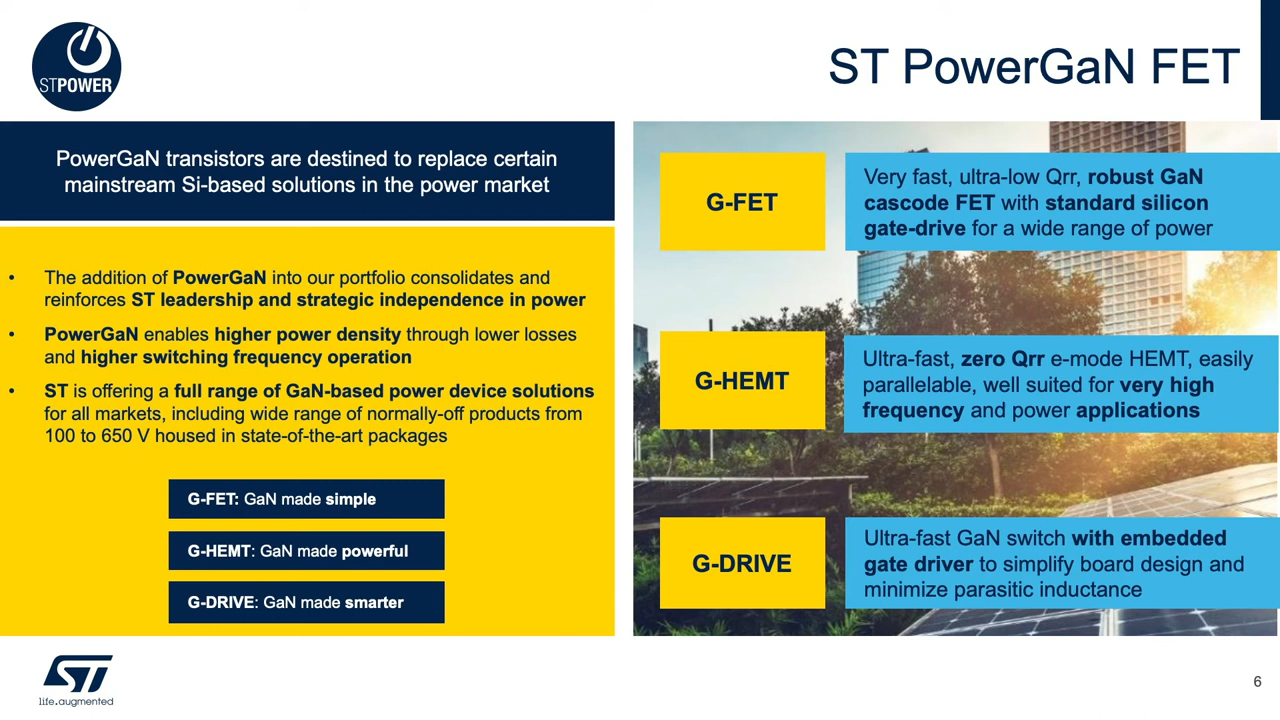 STPOWER
ST PowerGaN FET
PowerGaN transistors are destined to replace certain
mainstream Si-based solutions in the power market
• The addition of PowerGaN into our portfolio consolidates and
reinforces ST leadership and strategic independence in power
• PowerGaN enables higher power density through lower losses
and higher switching frequency operation
• ST is offering a full range of GaN-based power device solutions
for all markets, including wide range of normally-off products from
100 to 650 V housed in state-of-the-art packages
G-FET: GaN made simple
G-HEMT: GaN made powerful
G-DRIVE: GaN made smarter
G-FET
Very fast, ultra-low Qrr, robust GaN
cascode FET with standard silicon
gate-drive for a wide range of power
G-HEMT
Ultra-fast, zero Qrr e-mode HEMT, easily
parallelable, well suited for very high
frequency and power applications
G-DRIVE
Ultra-fast GaN switch with embedded
gate driver to simplify board design and
minimize parasitic inductance
ST
life.augmented
6